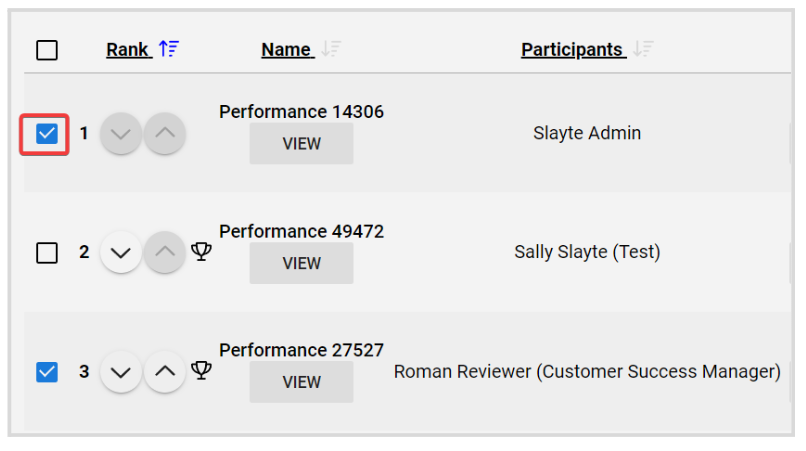 Rank Name Participants
1 Performance 14306 Slayte Admin
VIEW
2 Performance 49472 Sally Slayte (Test)
VIEW
3 Performance 27527 Roman Reviewer (Customer Success Manager)
VIEW